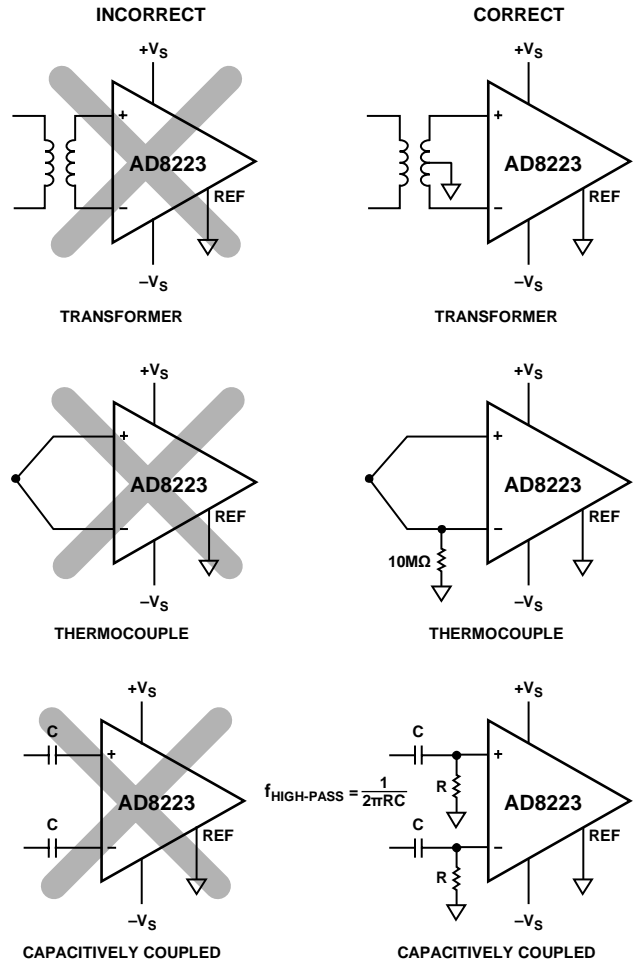 INCORRECT
CORRECT
+VS
+
AD8223
−
REF
−VS
TRANSFORMER
+VS
+
AD8223
−
REF
−VS
TRANSFORMER
+VS
+
AD8223
−
REF
−VS
THERMOCOUPLE
+VS
+
AD8223
−
REF
10MΩ
−VS
THERMOCOUPLE
+VS
C
+
AD8223
C
−
REF
−VS
CAPACITIVELY COUPLED
fHIGH-PASS = 1/2πRC
+VS
C
+
R
AD8223
C
−
REF
R
−VS
CAPACITIVELY COUPLED